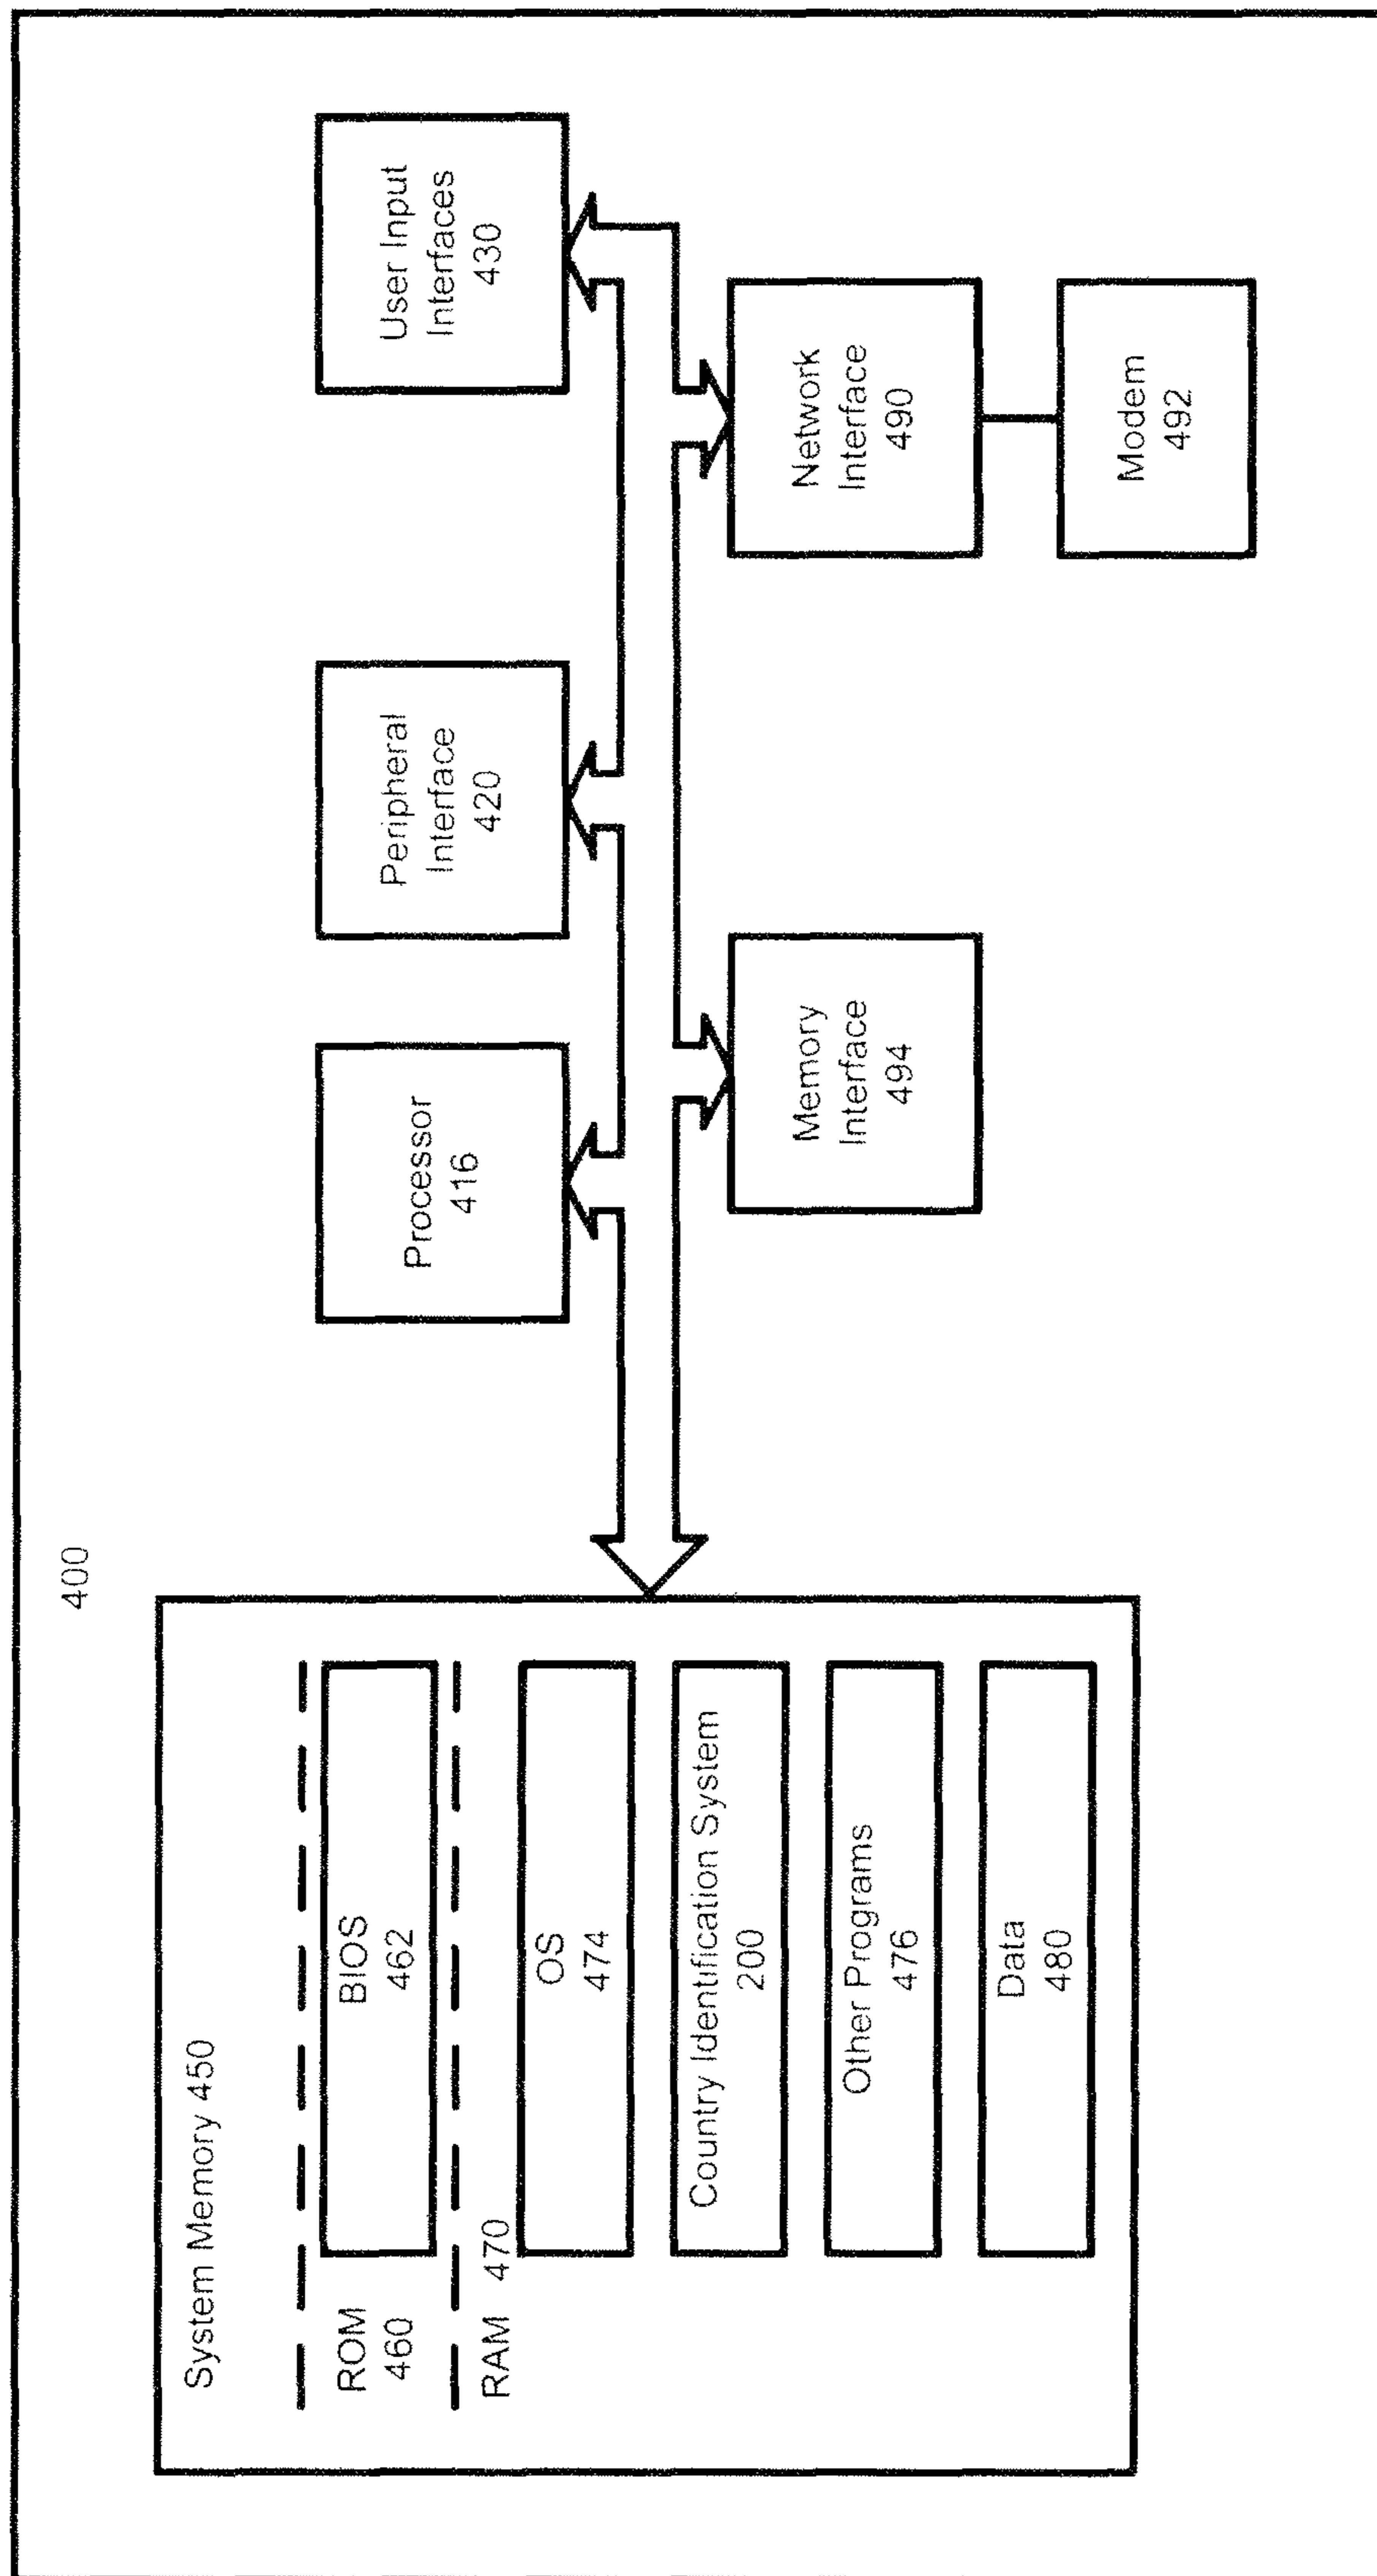 400
System Memory 450
ROM
460
BIOS
462
RAM 470
OS
474
Country Identification System
200
Other Programs
476
Data
480
Processor
416
Peripheral
Interface
420
User Input
Interfaces
430
Memory
Interface
494
Network
Interface
490
Modem
492